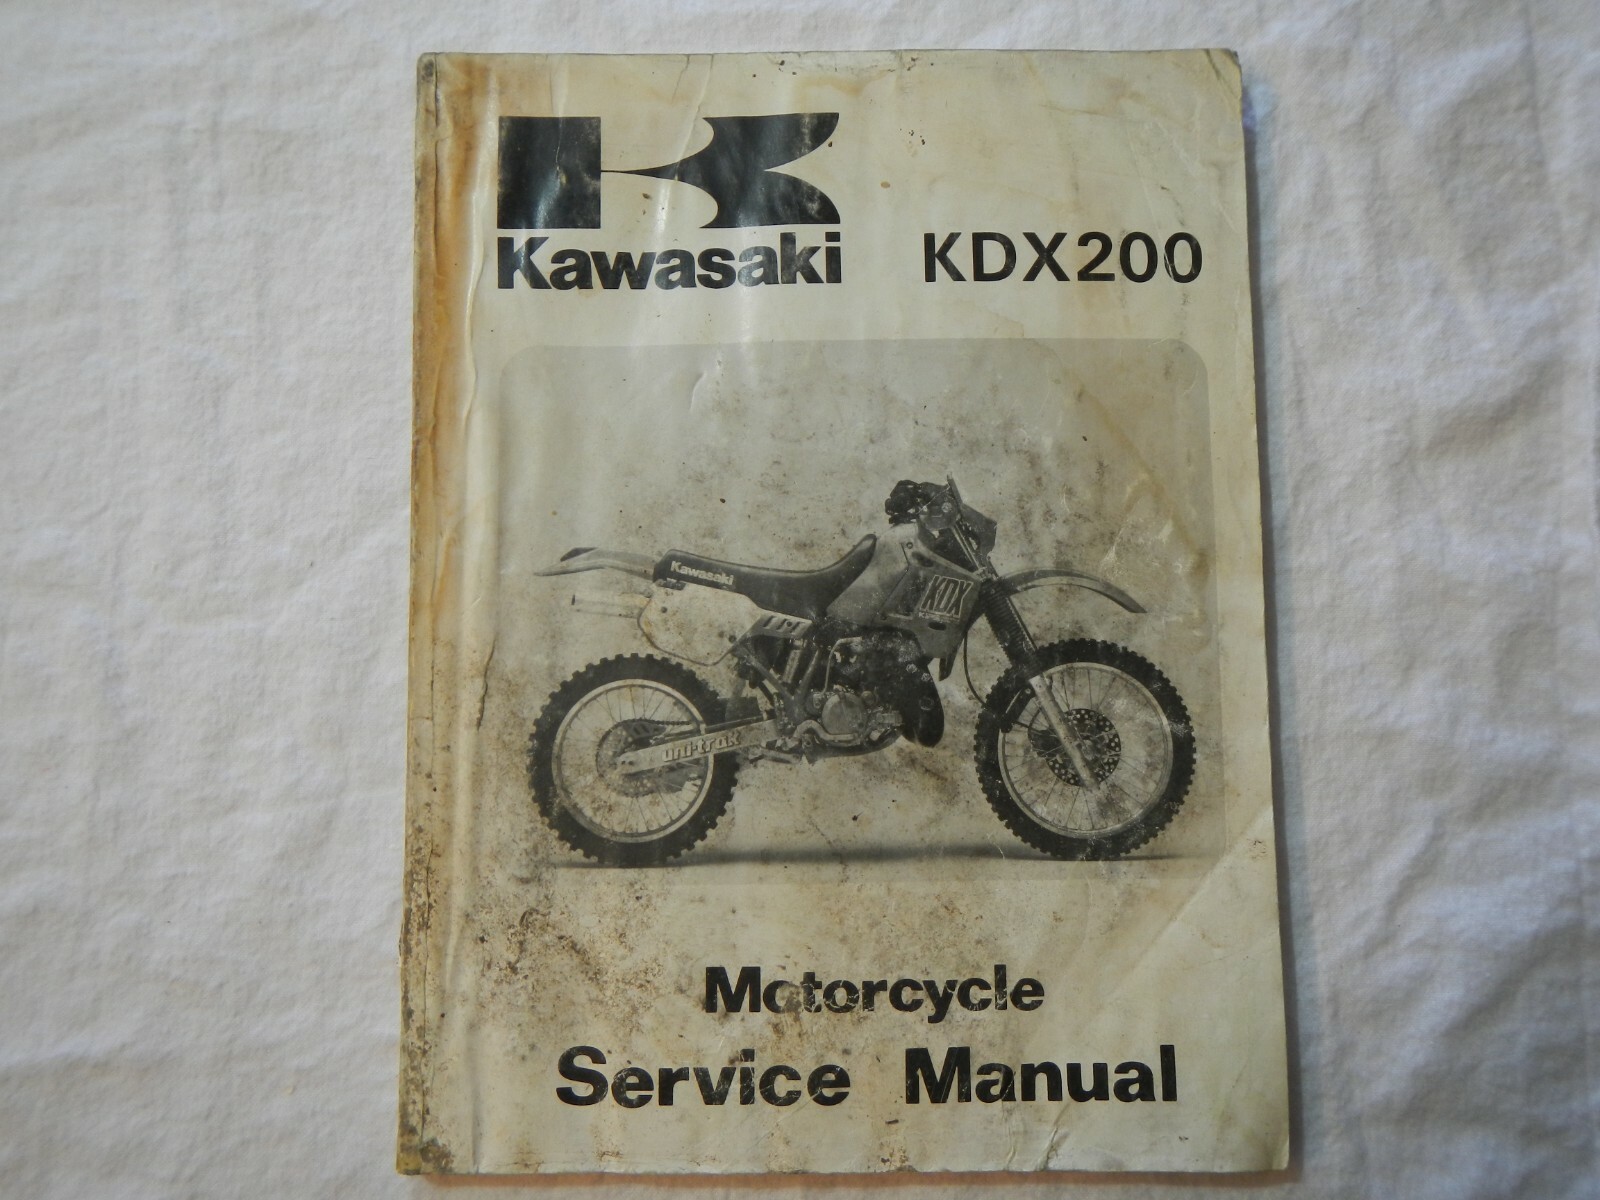 Kawasaki KDX200
Kawasaki
KDX
uni-trak
Motorcycle
Service Manual